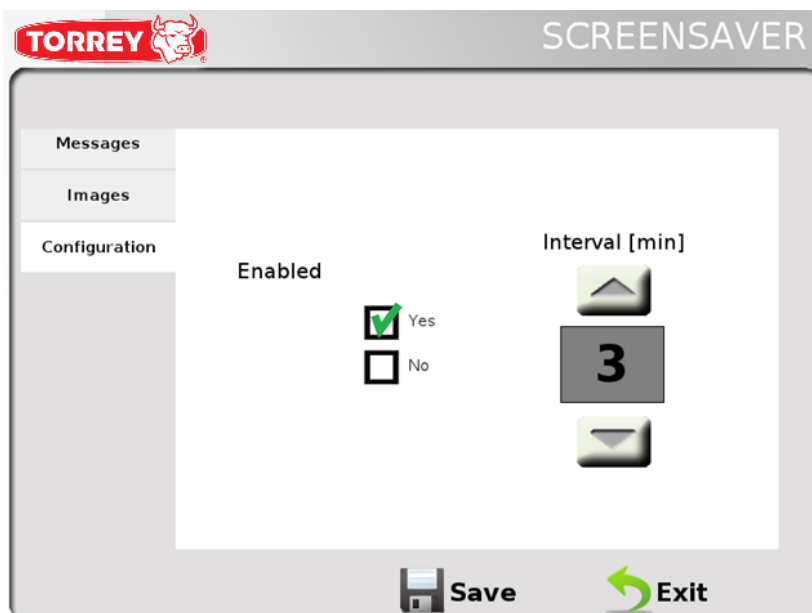 TORREY
SCREENSAVER
Messages
Images
Configuration
Enabled
Yes
No
Interval [min]
3
Save
Exit